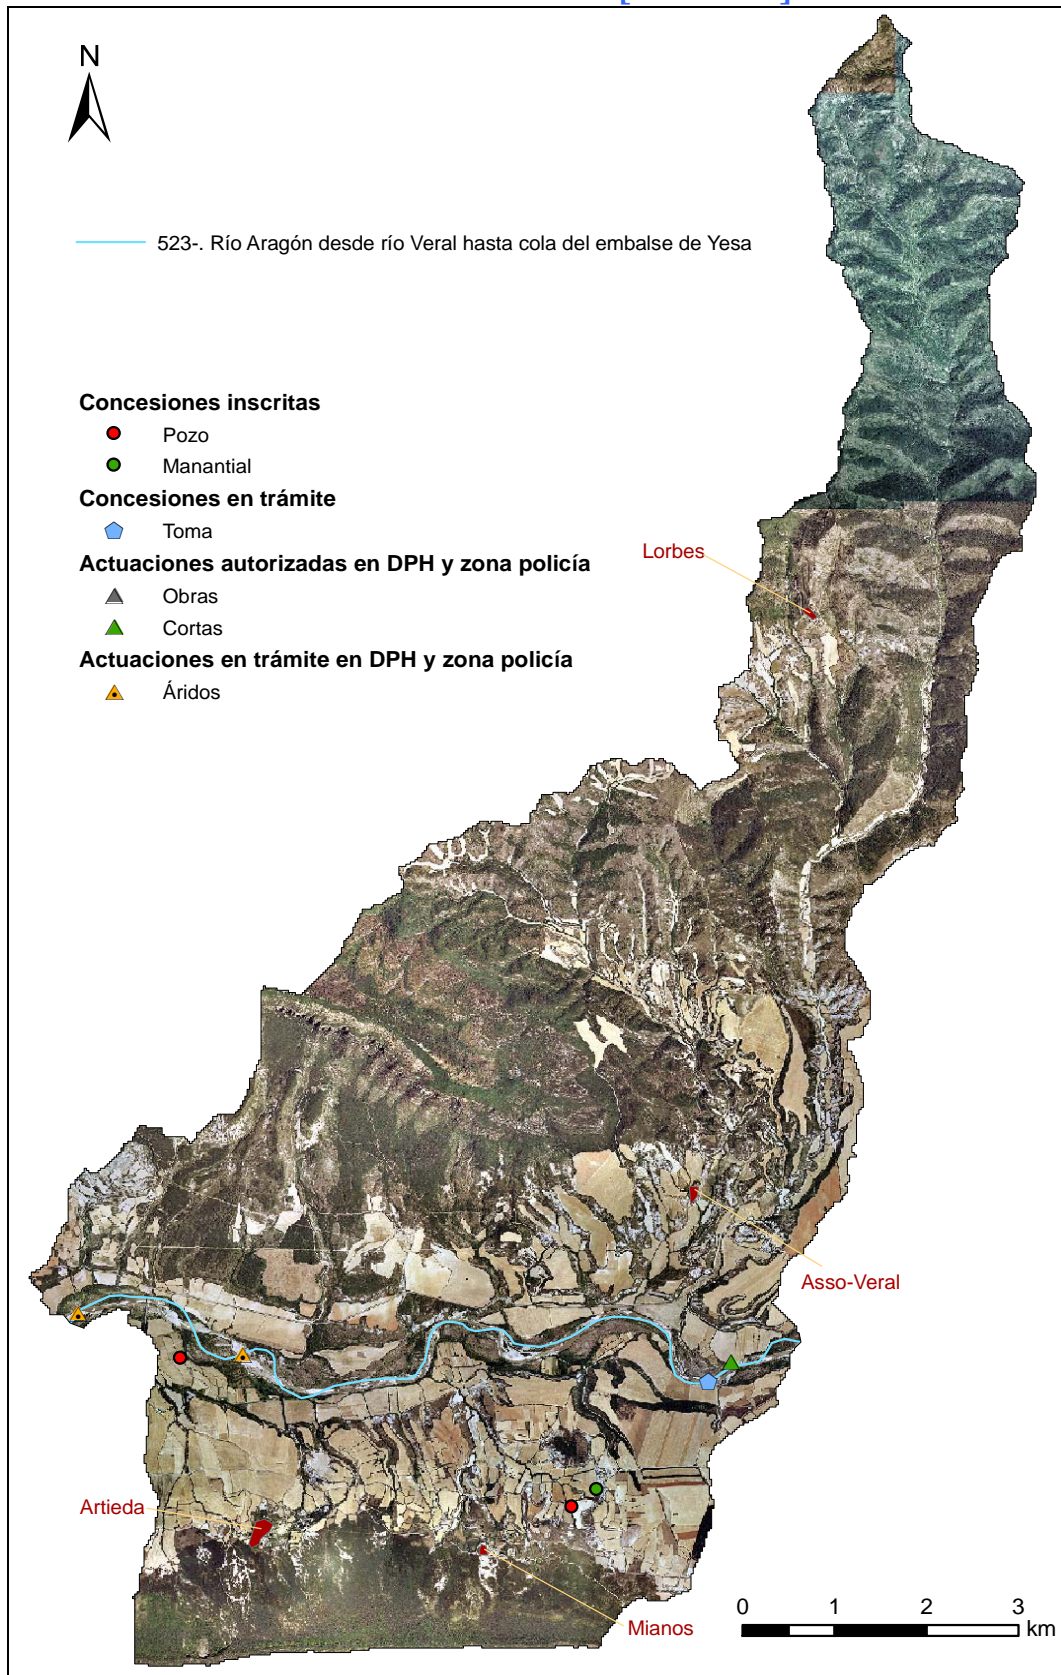 N
523-. Río Aragón desde río Veral hasta cola del embalse de Yesa
Concesiones inscritas
Pozo
Manantial
Concesiones en trámite
Toma
Actuaciones autorizadas en DPH y zona policía
Obras
Cortas
Actuaciones en trámite en DPH y zona policía
Áridos
Lorbes
Asso-Veral
Artieda
Mianos
0 1 2 3
km